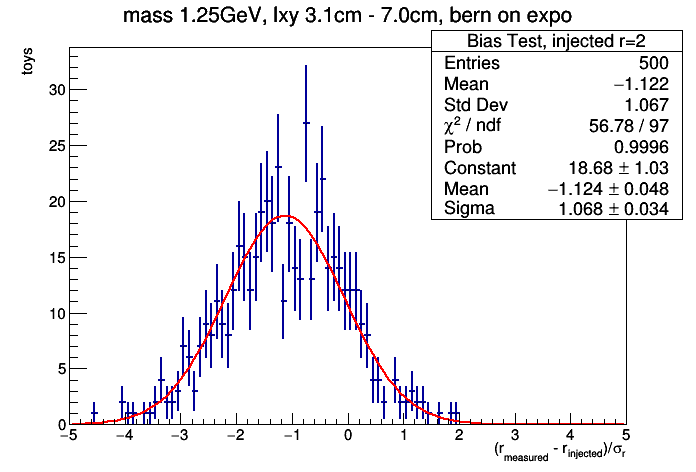 mass 1.25GeV, lxy 3.1cm - 7.0cm, bern on expo
toys
Bias Test, injected r=2
Entries 500
Mean −1.122
Std Dev 1.067
χ² / ndf 56.78 / 97
Prob 0.9996
Constant 18.68 ± 1.03
Mean −1.124 ± 0.048
Sigma 1.068 ± 0.034
30
25
20
15
10
5
0
−5 −4 −3 −2 −1 0 1 2 3 4 5
(r_measured - r_injected)/σ_r